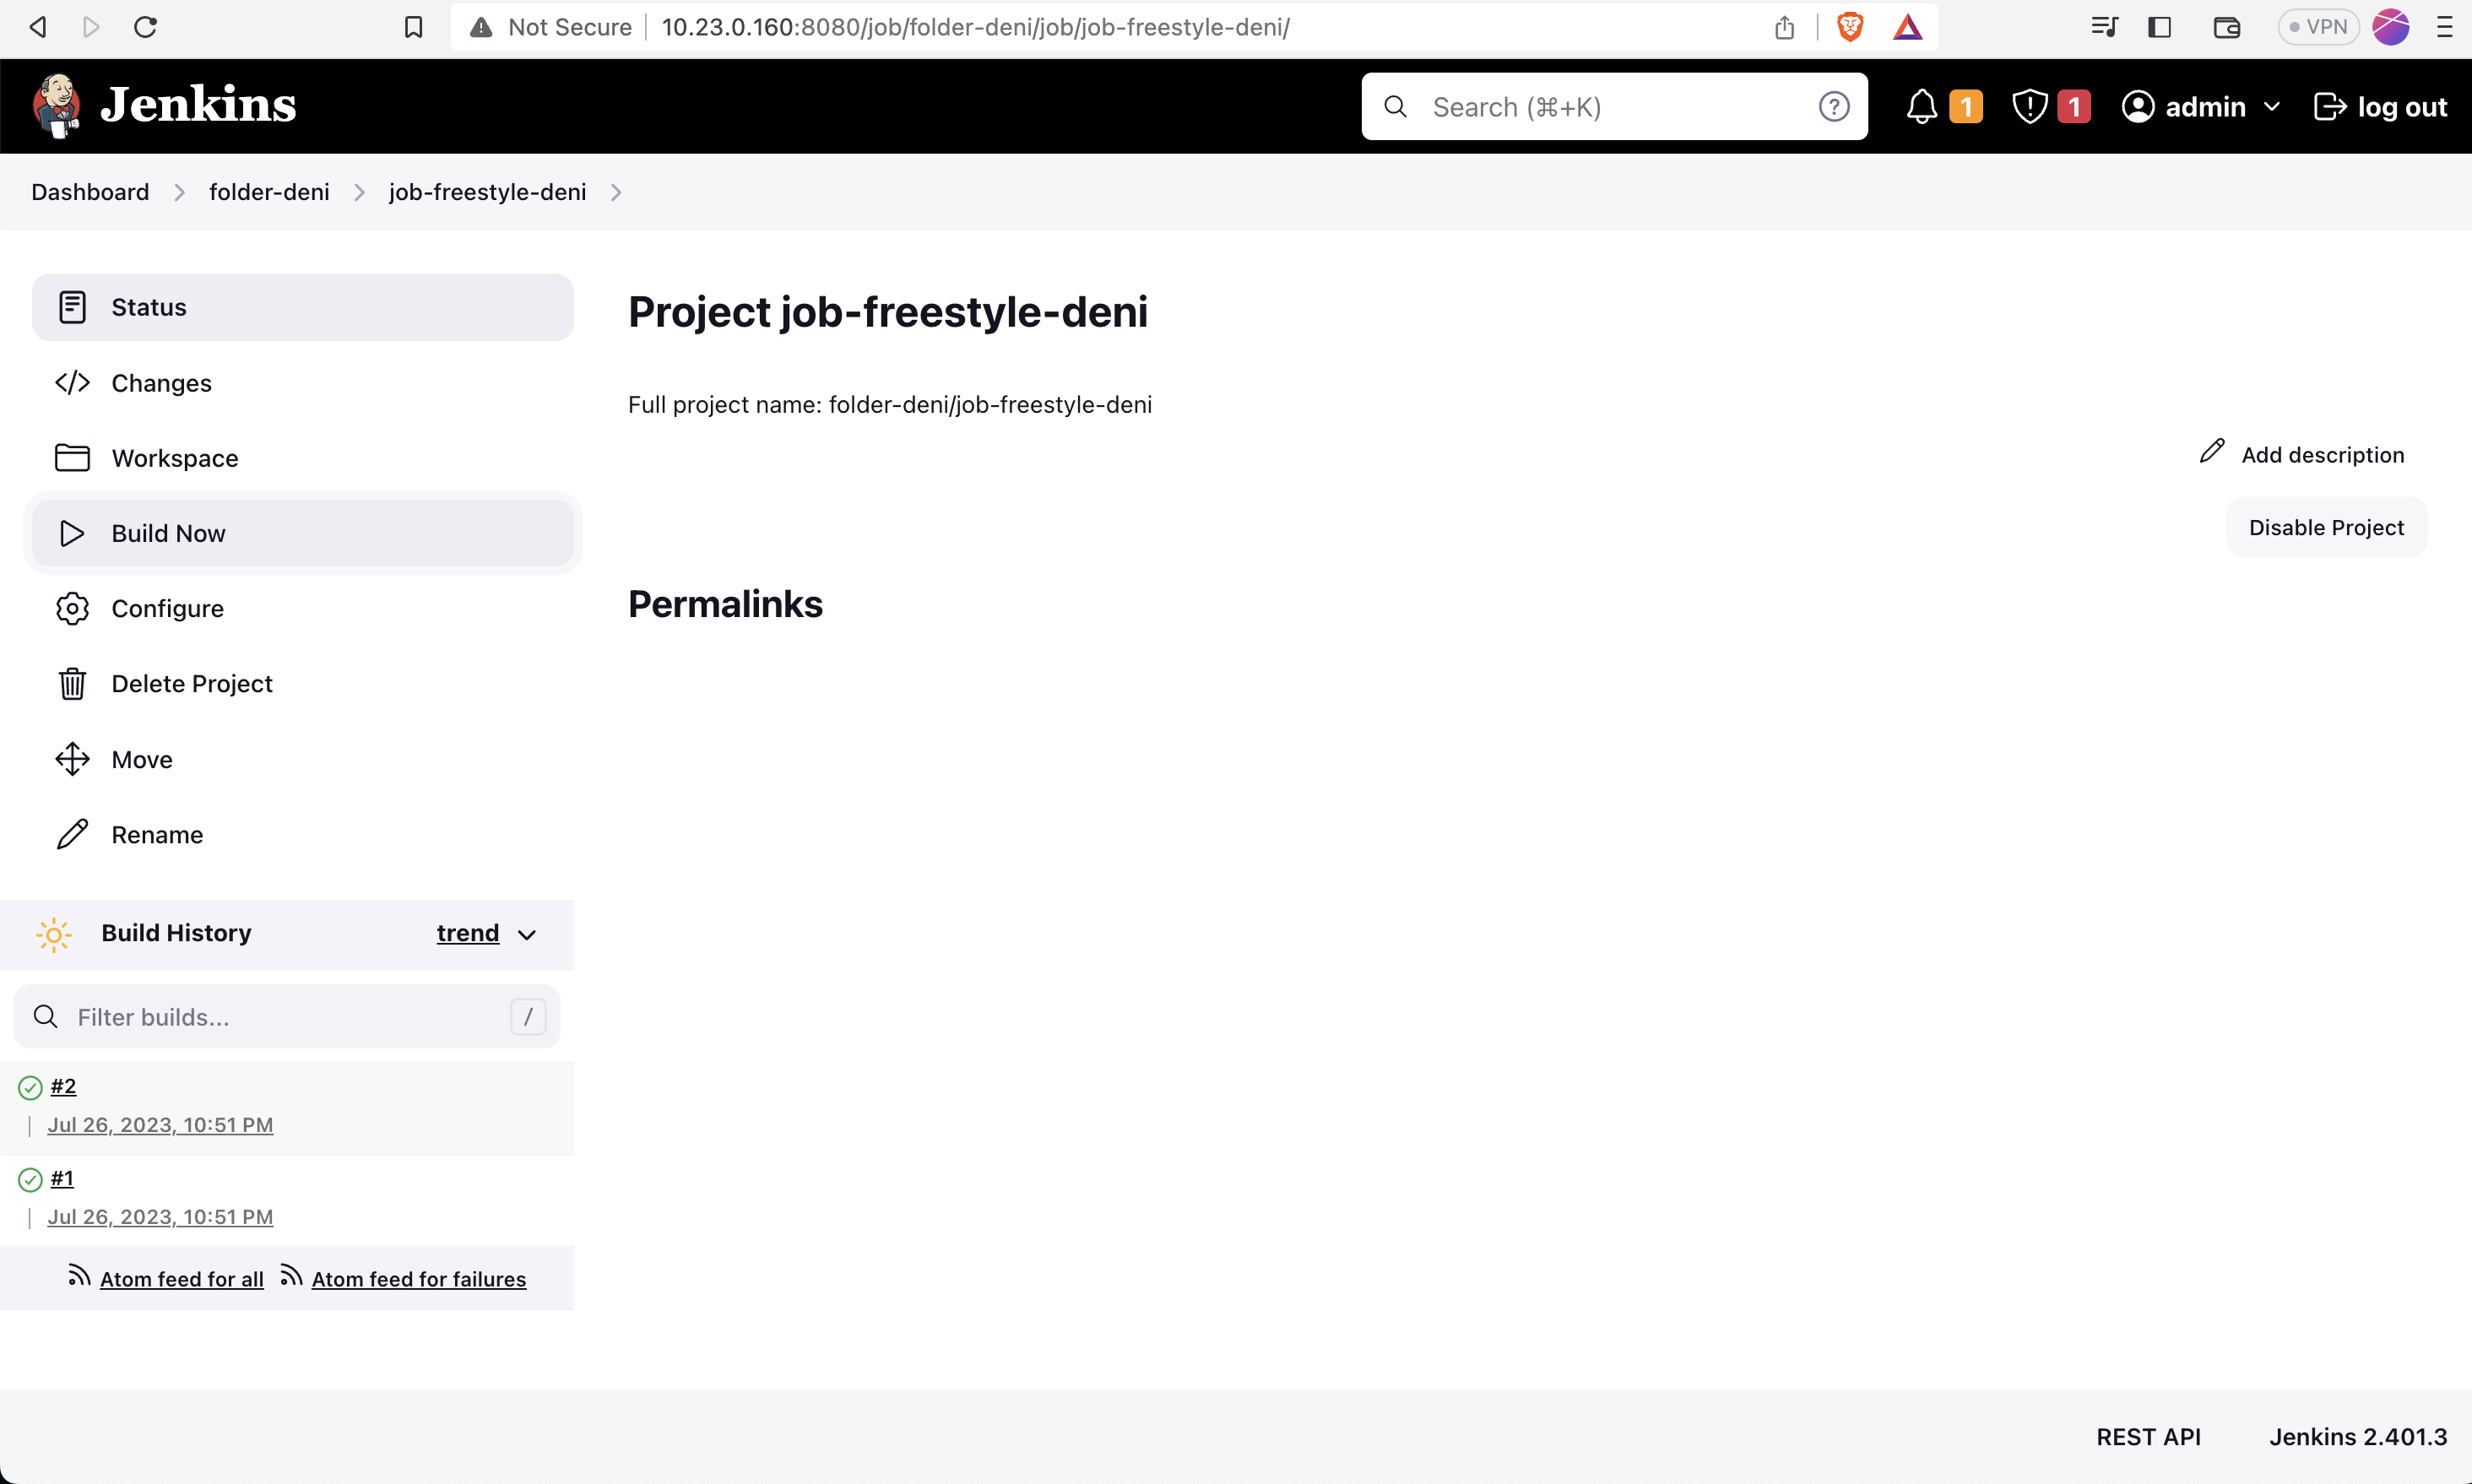 Not Secure 10.23.0.160:8080/job/folder-deni/job/job-freestyle-deni/
VPN
Jenkins
Search (⌘+K)
?
1
1
admin
log out
Dashboard
folder-deni
job-freestyle-deni
Status
Changes
Workspace
Build Now
Configure
Delete Project
Move
Rename
Project job-freestyle-deni
Full project name: folder-deni/job-freestyle-deni
Add description
Disable Project
Permalinks
Build History
trend
Filter builds...
/
#2
Jul 26, 2023, 10:51 PM
#1
Jul 26, 2023, 10:51 PM
Atom feed for all Atom feed for failures
REST API Jenkins 2.401.3